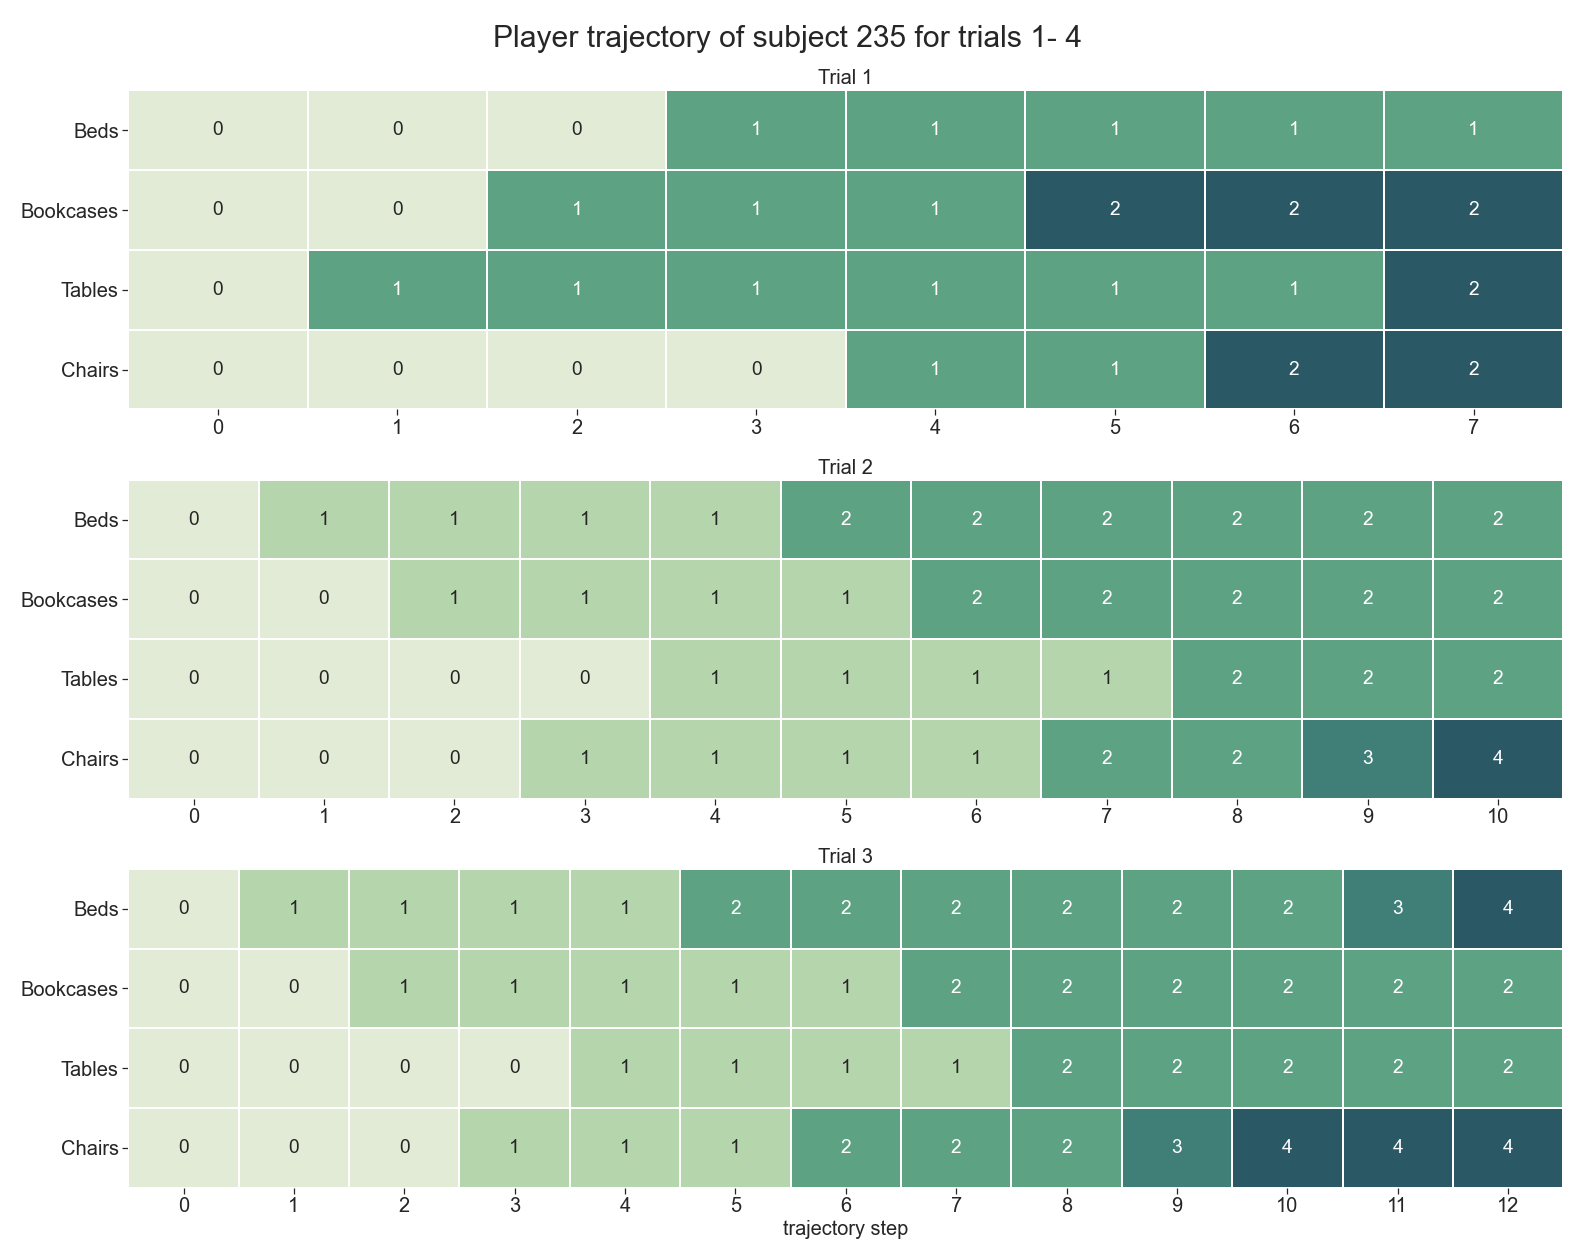 Player trajectory of subject 235 for trials 1- 4
Trial 1
Beds 0 0 0 1 1 1 1 1
Bookcases 0 0 1 1 1 2 2 2
Tables 0 1 1 1 1 1 1 2
Chairs 0 0 0 0 1 1 2 2
0 1 2 3 4 5 6 7
Trial 2
Beds 0 1 1 1 1 2 2 2 2 2 2
Bookcases 0 0 1 1 1 1 2 2 2 2 2
Tables 0 0 0 0 1 1 1 1 2 2 2
Chairs 0 0 0 1 1 1 1 2 2 3 4
0 1 2 3 4 5 6 7 8 9 10
Trial 3
Beds 0 1 1 1 1 2 2 2 2 2 2 3 4
Bookcases 0 0 1 1 1 1 1 2 2 2 2 2 2
Tables 0 0 0 0 1 1 1 1 2 2 2 2 2
Chairs 0 0 0 1 1 1 2 2 2 3 4 4 4
0 1 2 3 4 5 6 7 8 9 10 11 12
trajectory step